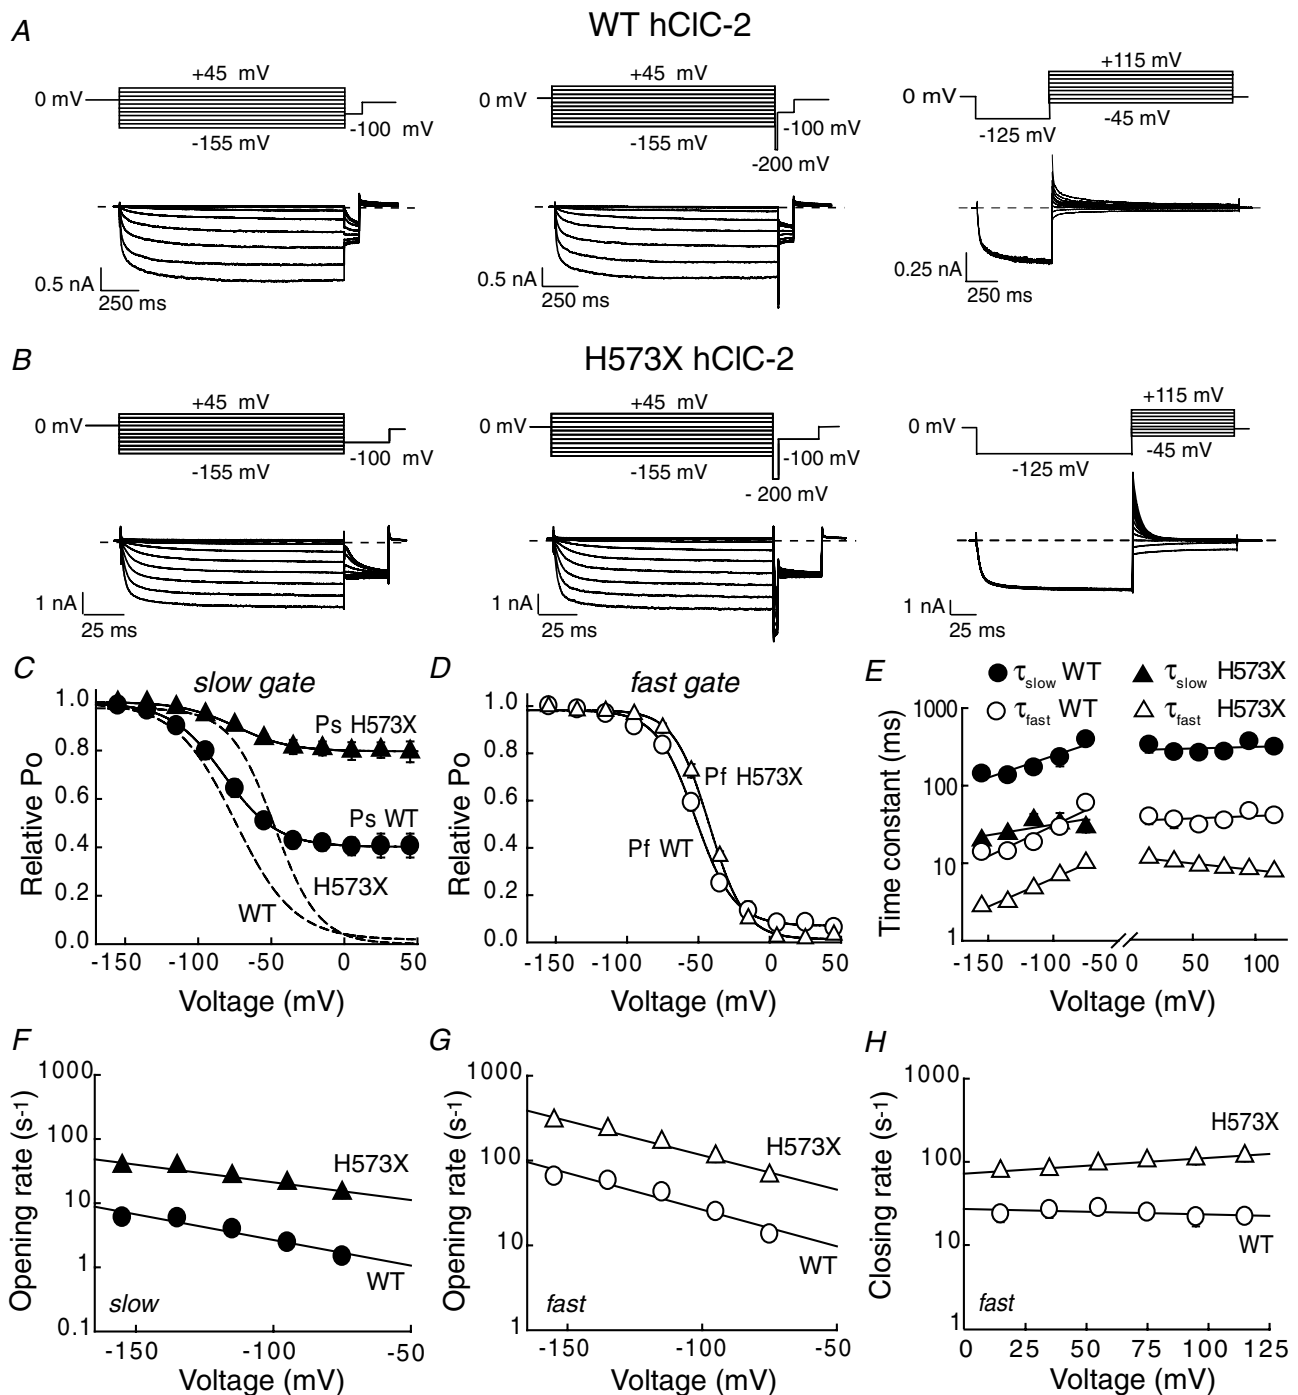 A
WT hClC-2
+45 mV
0 mV
-100 mV
-155 mV
0.5 nA
250 ms
+45 mV
0 mV
-100 mV
-155 mV
-200 mV
0.5 nA
250 ms
+115 mV
0 mV
-125 mV
-45 mV
0.25 nA
250 ms
B
H573X hClC-2
+45 mV
0 mV
-100 mV
-155 mV
1 nA
25 ms
+45 mV
0 mV
-100 mV
-155 mV
- 200 mV
1 nA
25 ms
+115 mV
0 mV
-45 mV
-125 mV
1 nA
25 ms
C
slow gate
1.0
0.8
0.6
0.4
0.2
0.0
Relative Po
Ps H573X
Ps WT
H573X
WT
-150 -100 -50 0 50
Voltage (mV)
D
fast gate
1.0
0.8
0.6
0.4
0.2
0.0
Relative Po
Pf H573X
Pf WT
-150 -100 -50 0 50
Voltage (mV)
E
τslow WT
τslow H573X
τfast WT
τfast H573X
1000
100
10
1
Time constant (ms)
-150 -100 -50 0 50 100
Voltage (mV)
F
1000
100
10
1
0.1
Opening rate (s-1)
H573X
WT
slow
-150 -100 -50
Voltage (mV)
G
1000
100
10
1
Opening rate (s-1)
H573X
WT
fast
-150 -100 -50
Voltage (mV)
H
1000
100
10
1
Closing rate (s-1)
H573X
WT
fast
0 25 50 75 100 125
Voltage (mV)